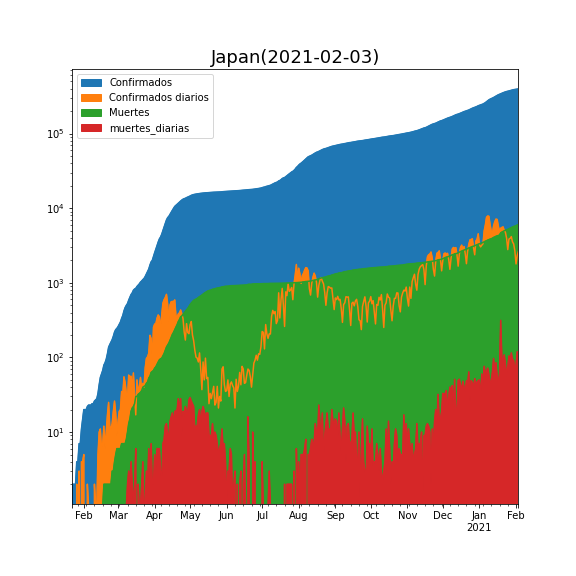 Japan(2021-02-03)
Confirmados
Confirmados diarios
Muertes
muertes_diarias
10⁵
10⁴
10³
10²
10¹
Feb Mar Apr May Jun Jul Aug Sep Oct Nov Dec Jan Feb
2021